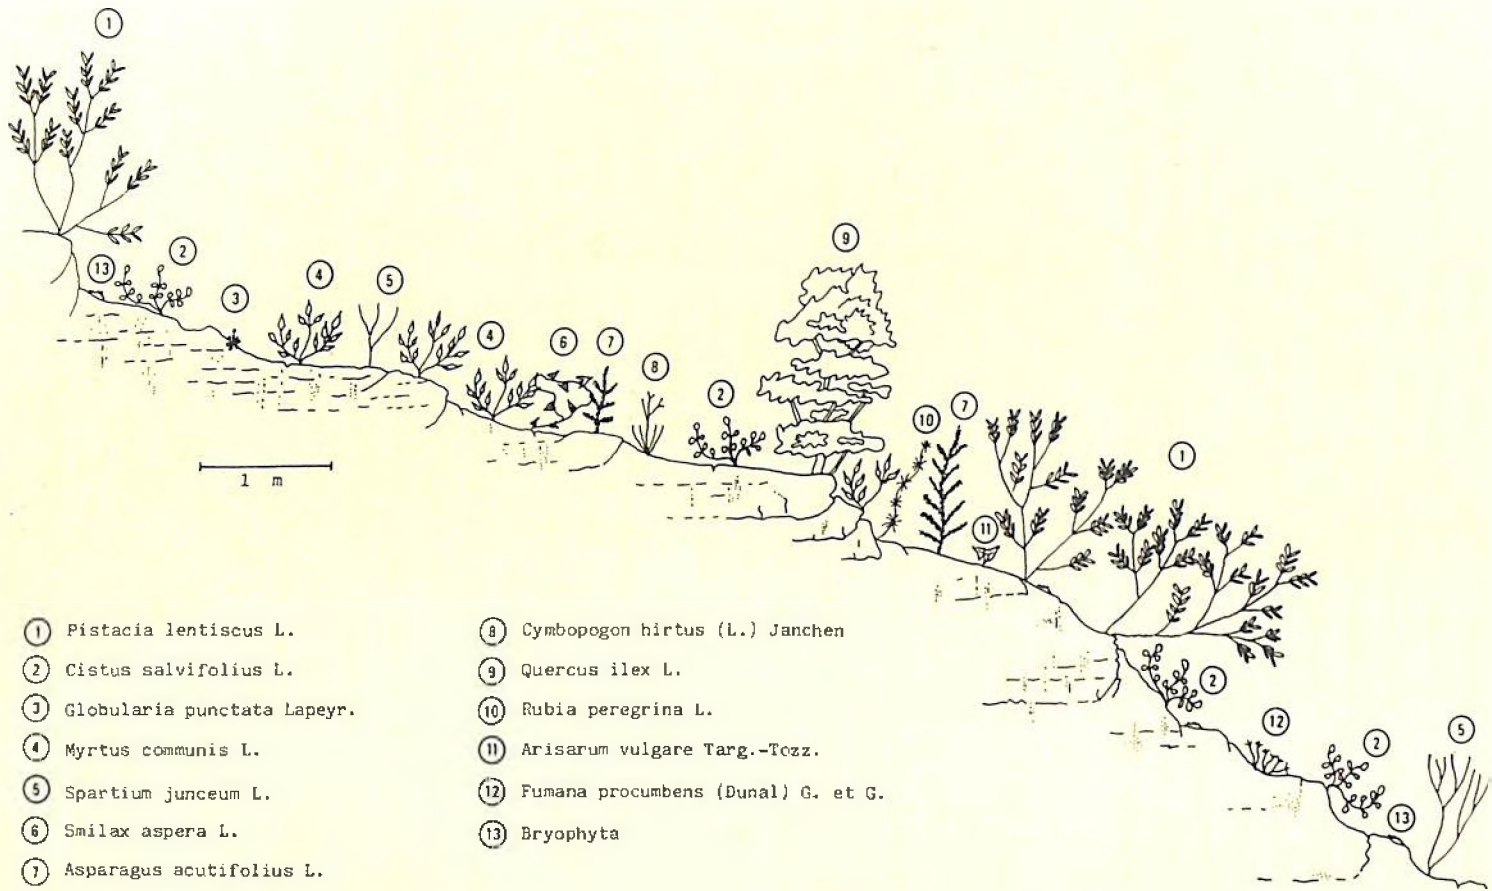 1
9
2
13
4
5
3
4
6
7
8
2
10
7
1
11
1 m
2
12
2
5
13
1 Pistacia lentiscus L.
2 Cistus salvifolius L.
3 Globularia punctata Lapeyr.
4 Myrtus communis L.
5 Spartium junceum L.
6 Smilax aspera L.
7 Asparagus acutifolius L.
8 Cymbopogon hirtus (L.) Janchen
9 Quercus ilex L.
10 Rubia peregrina L.
11 Arisarum vulgare Targ.-Tozz.
12 Fumana procumbens (Dunal) G. et G.
13 Bryophyta